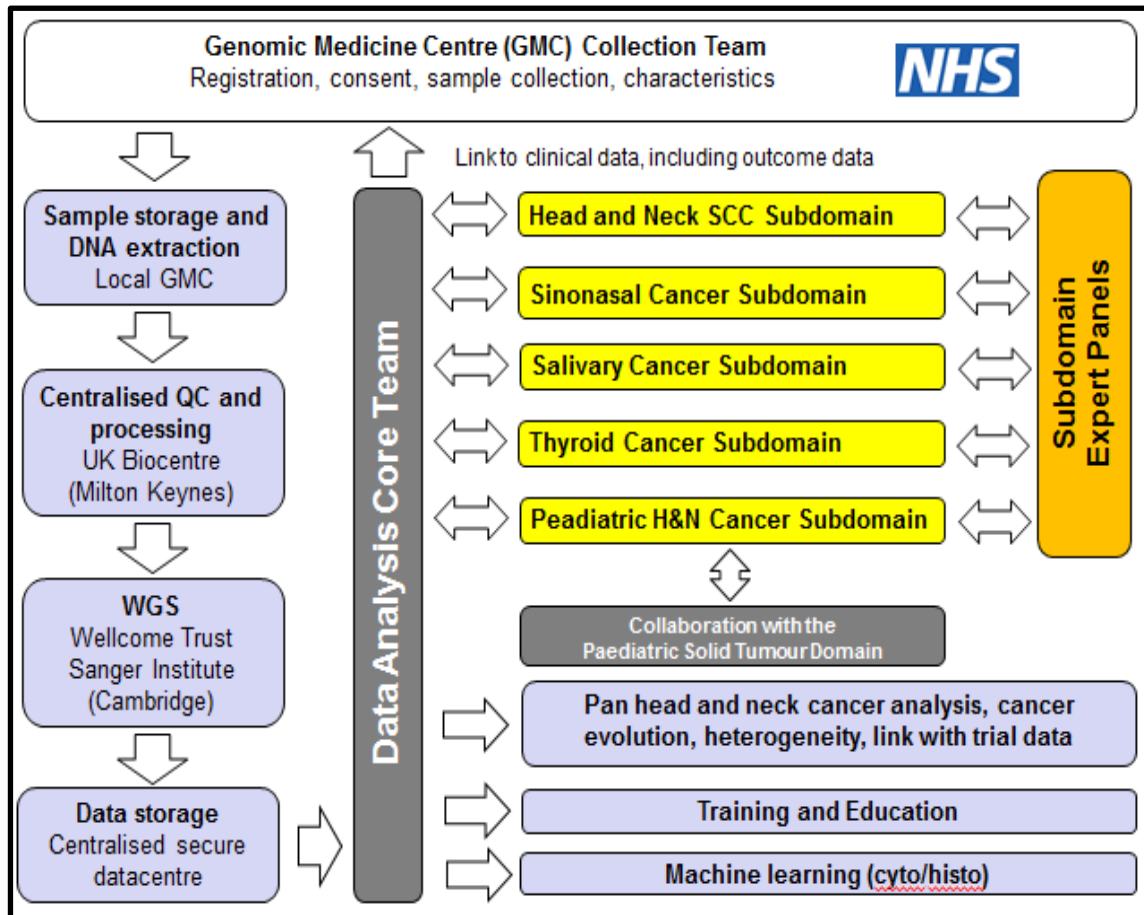 Genomic Medicine Centre (GMC) Collection Team
Registration, consent, sample collection, characteristics
NHS
Link to clinical data, including outcome data
Sample storage and
DNA extraction
Local GMC
Centralised QC and
processing
UK Biocentre
(Milton Keynes)
WGS
Wellcome Trust
Sanger Institute
(Cambridge)
Data storage
Centralised secure
datacentre
Data Analysis Core Team
Head and Neck SCC Subdomain
Sinonasal Cancer Subdomain
Salivary Cancer Subdomain
Thyroid Cancer Subdomain
Peadiatric H&N Cancer Subdomain
Subdomain
Expert Panels
Collaboration with the
Paediatric Solid Tumour Domain
Pan head and neck cancer analysis, cancer
evolution, heterogeneity, link with trial data
Training and Education
Machine learning (cyto/histo)